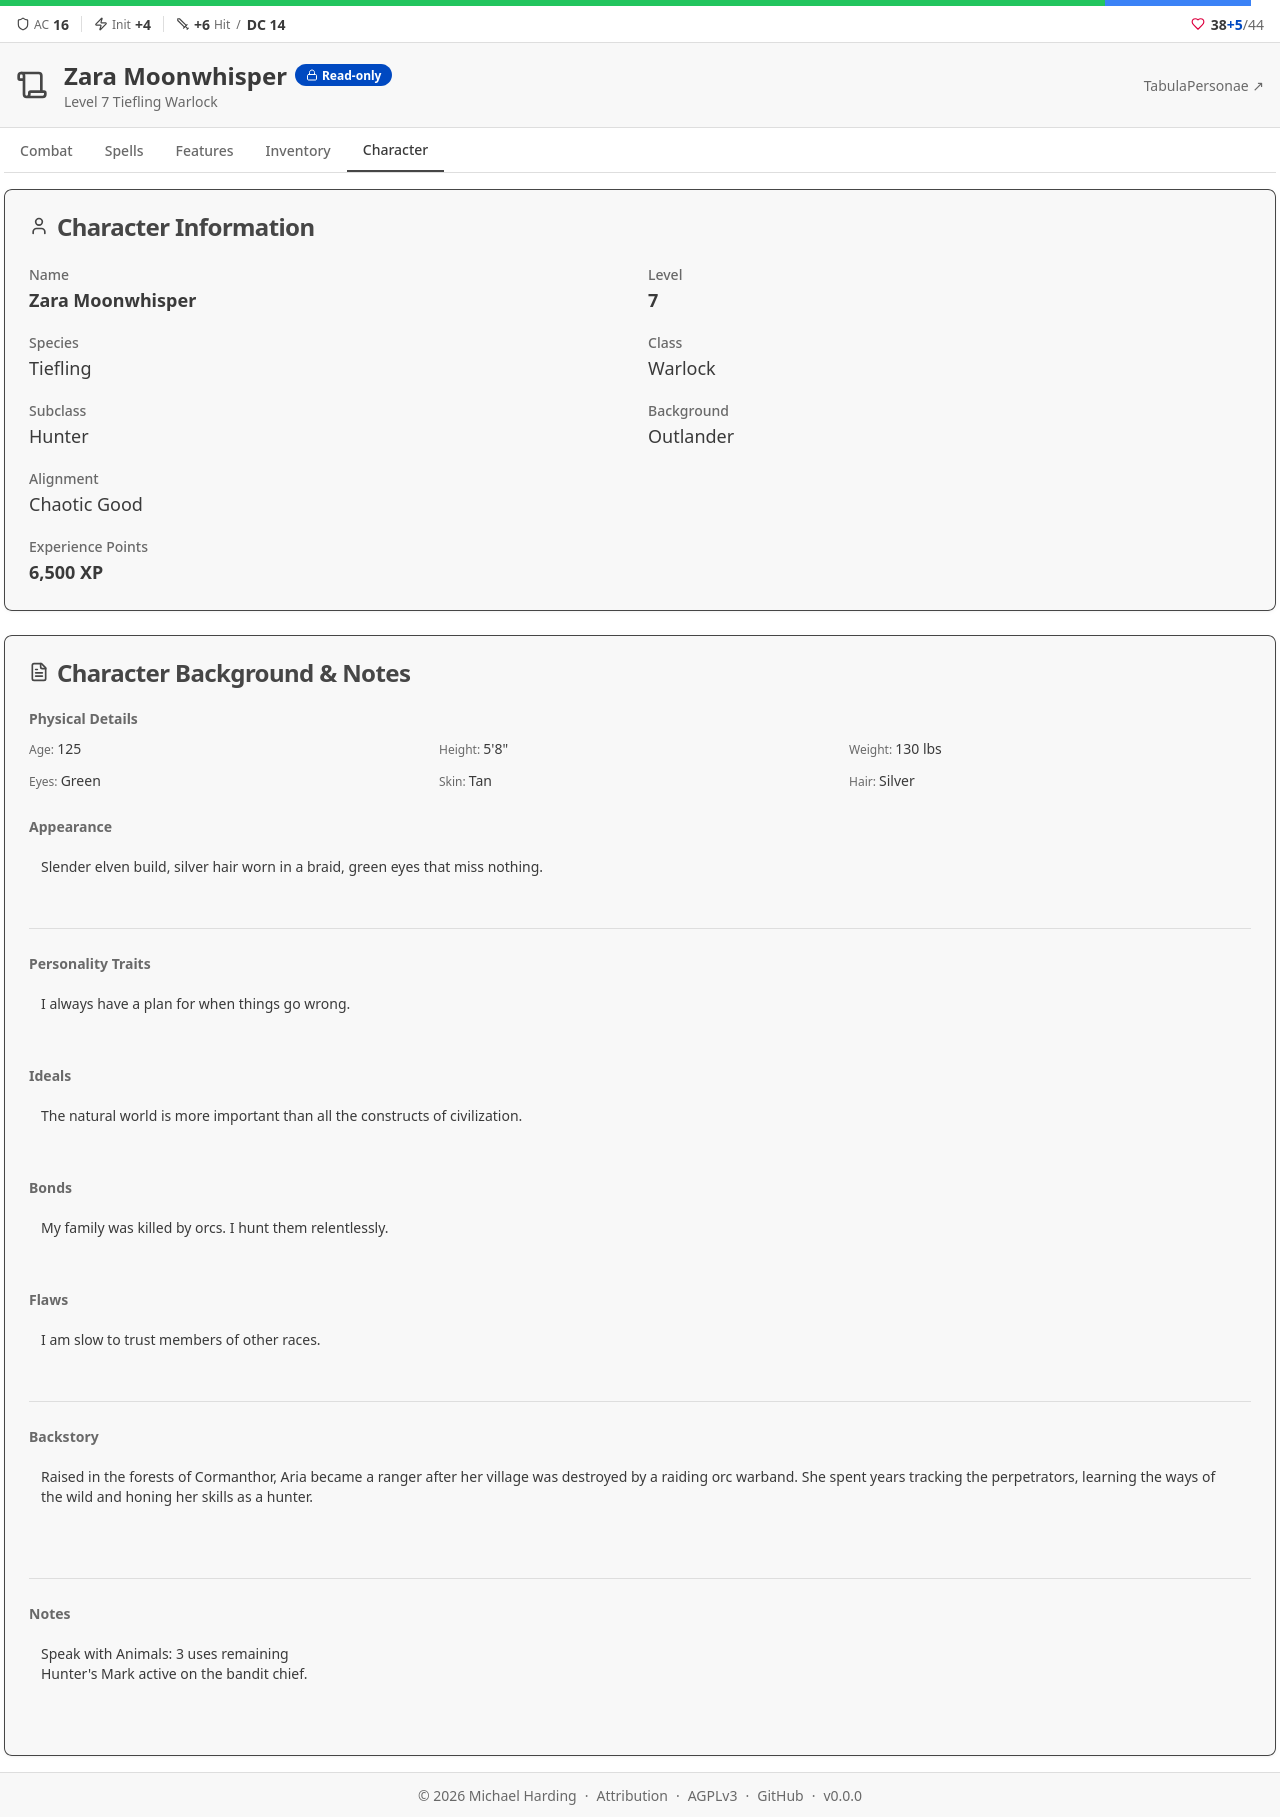 AC 16 Init +4 +6 Hit / DC 14 38+5/44
Zara Moonwhisper Read-only
Level 7 Tiefling Warlock
TabulaPersonae ↗
Combat Spells Features Inventory Character
Character Information
Name Level
Zara Moonwhisper 7
Species Class
Tiefling Warlock
Subclass Background
Hunter Outlander
Alignment
Chaotic Good
Experience Points
6,500 XP
Character Background & Notes
Physical Details
Age: 125 Height: 5'8" Weight: 130 lbs
Eyes: Green Skin: Tan Hair: Silver
Appearance
Slender elven build, silver hair worn in a braid, green eyes that miss nothing.
Personality Traits
I always have a plan for when things go wrong.
Ideals
The natural world is more important than all the constructs of civilization.
Bonds
My family was killed by orcs. I hunt them relentlessly.
Flaws
I am slow to trust members of other races.
Backstory
Raised in the forests of Cormanthor, Aria became a ranger after her village was destroyed by a raiding orc warband. She spent years tracking the perpetrators, learning the ways of
the wild and honing her skills as a hunter.
Notes
Speak with Animals: 3 uses remaining
Hunter's Mark active on the bandit chief.
© 2026 Michael Harding · Attribution · AGPLv3 · GitHub · v0.0.0